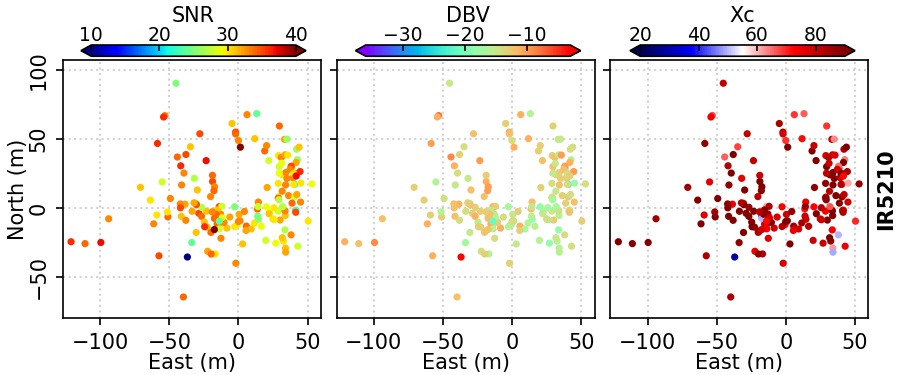 SNR DBV Xc
10 20 30 40 −30 −20 −10 20 40 60 80
100
50
0
−50
North (m)
IR5210
−100 −50 0 50 −100 −50 0 50 −100 −50 0 50
East (m) East (m) East (m)